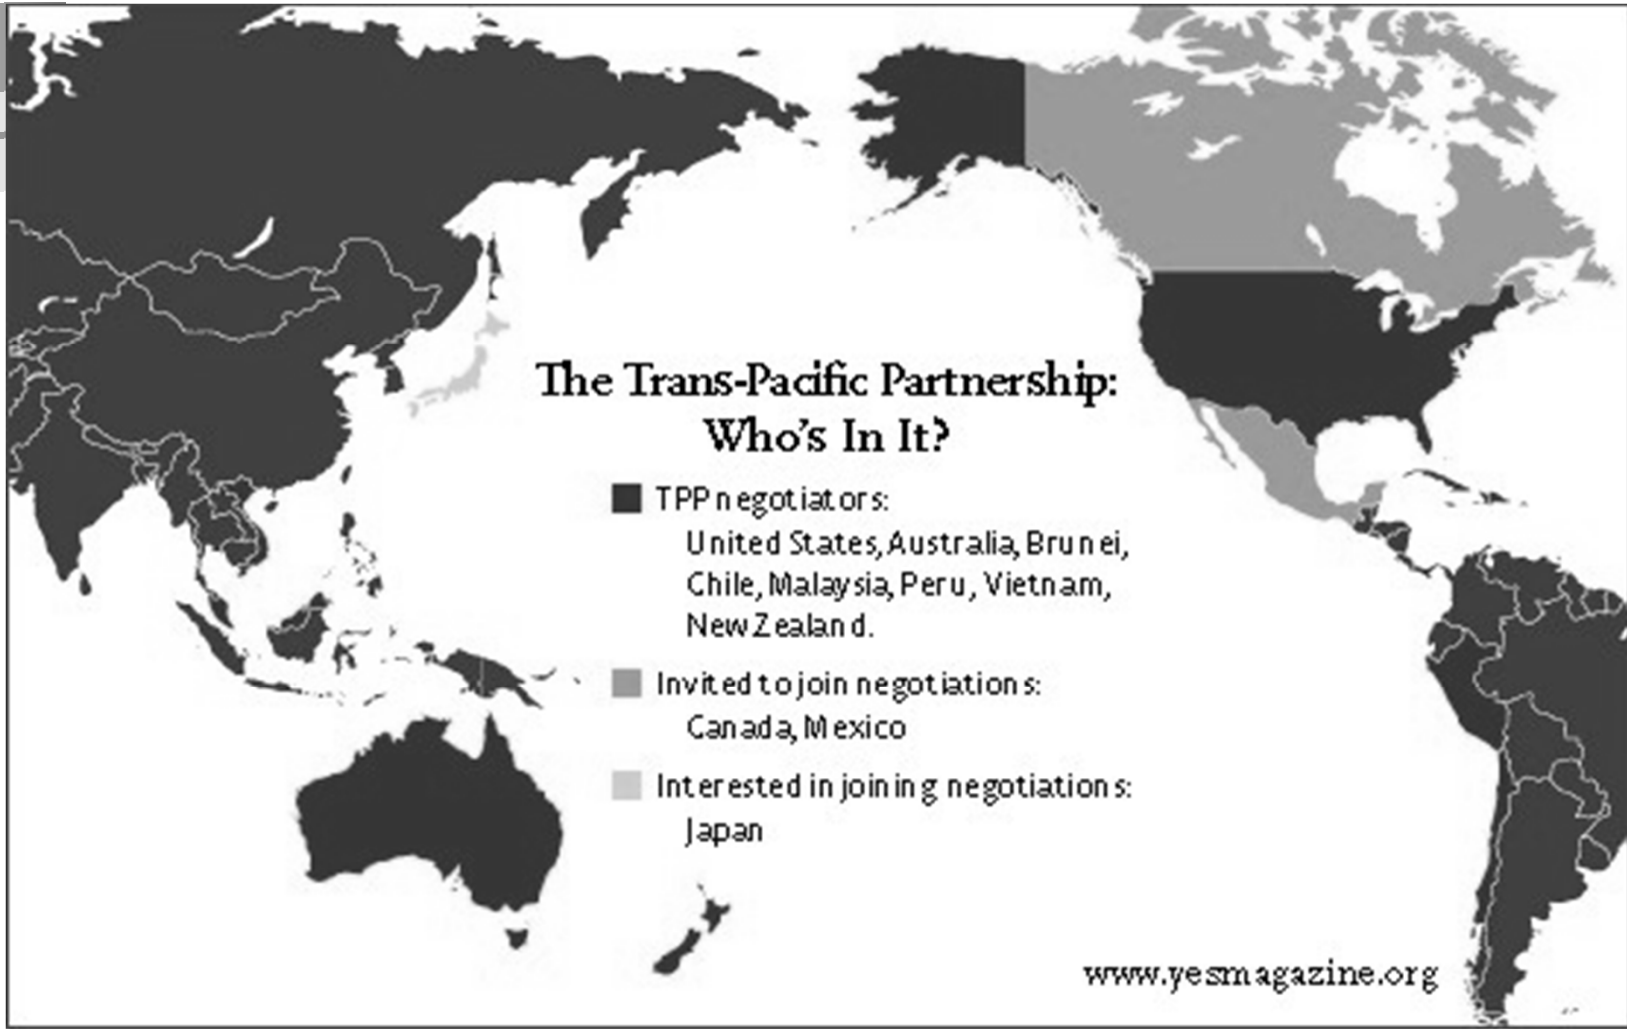 The Trans-Pacific Partnership:
Who's In It?
TPP negotiators:
United States, Australia, Brunei,
Chile, Malaysia, Peru, Vietnam,
New Zealand.
Invited to join negotiations:
Canada, Mexico
Interested in joining negotiations:
Japan
www.yesmagazine.org